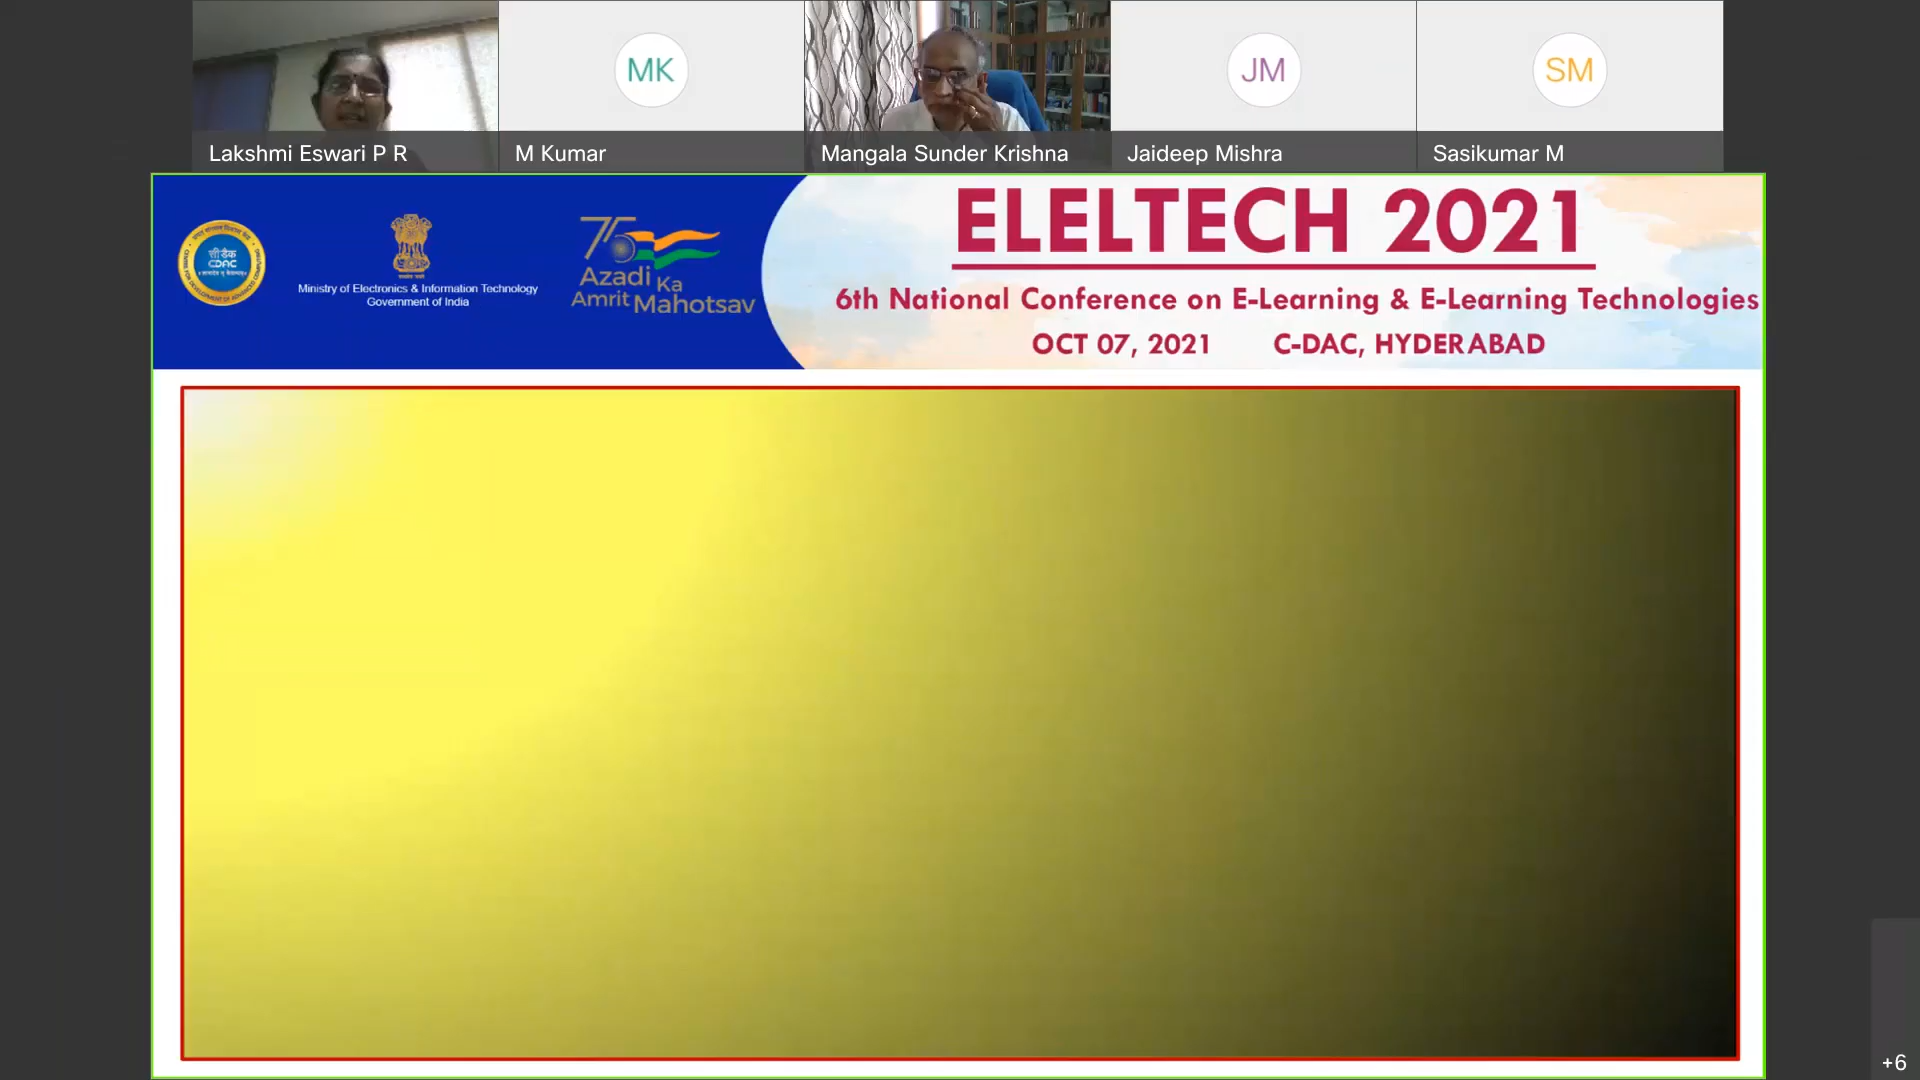 MK
JM
SM
Lakshmi Eswari P R
M Kumar
Mangala Sunder Krishna
Jaideep Mishra
Sasikumar M
सी डैक
CDAC
Ministry of Electronics & Information Technology
Government of India
75
Azadi Ka
Amrit Mahotsav
ELELTECH 2021
6th National Conference on E-Learning & E-Learning Technologies
OCT 07, 2021 C-DAC, HYDERABAD
+6